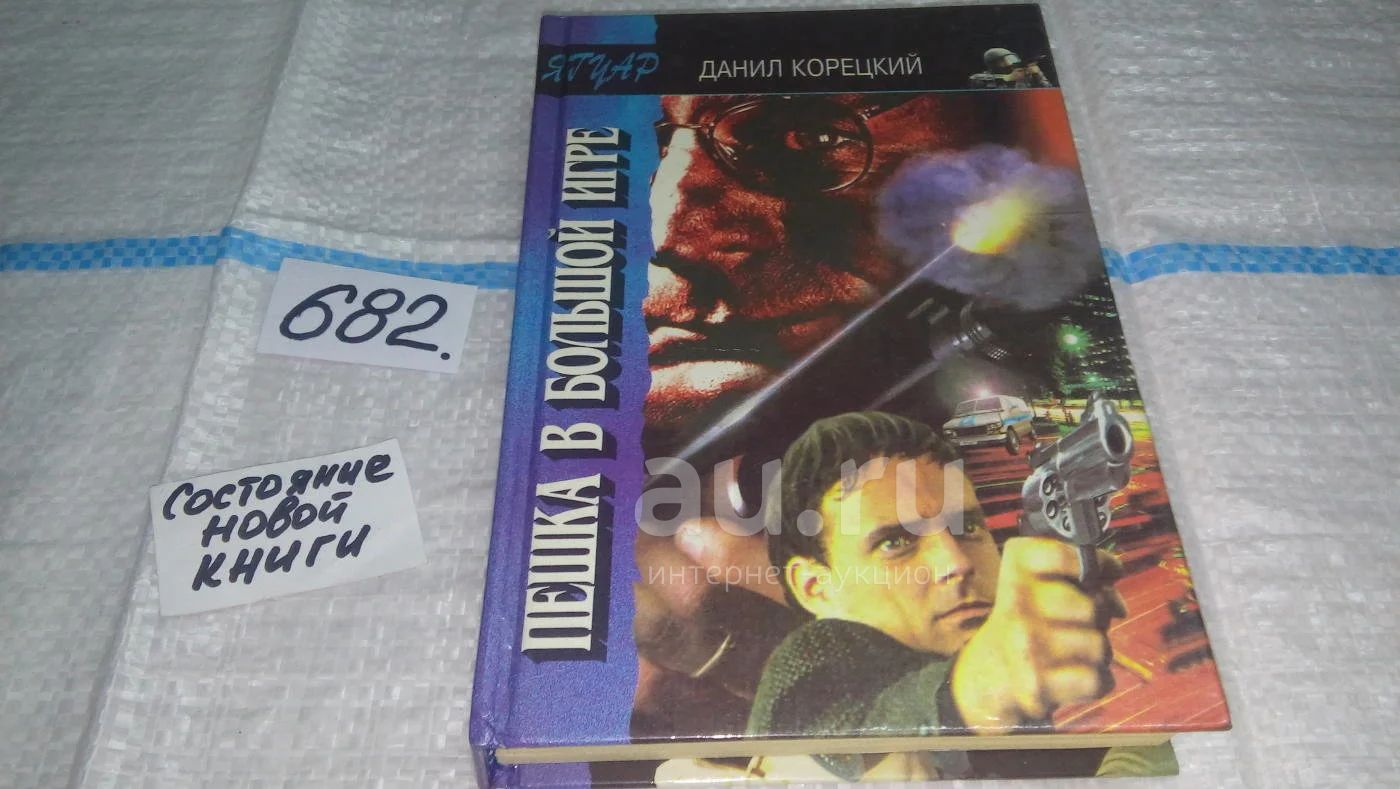 ЯГУАР
ДАНИЛ КОРЕЦКИЙ
ПЕШКА В БОЛЬШОЙ ИГРЕ
682.
Состояние
новой
книги
au.ru
интернет-аукцион